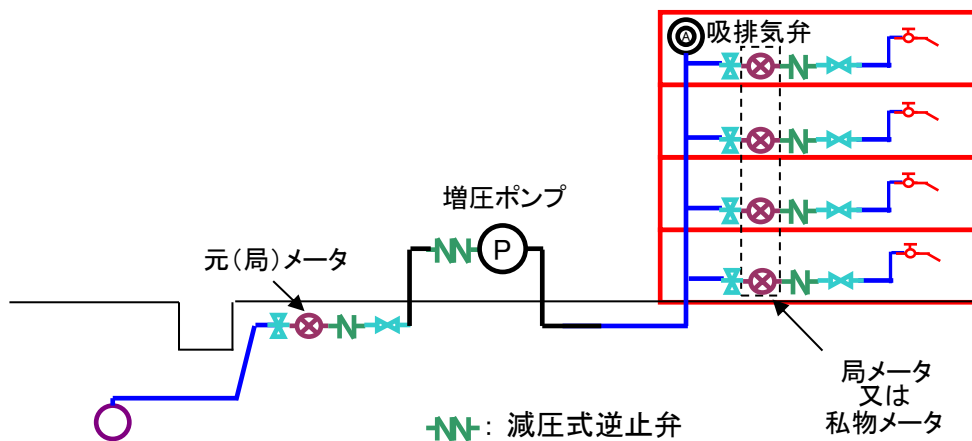 A 吸排気弁
増圧ポンプ
P
元(局)メータ
局メータ
又は
私物メータ
: 減圧式逆止弁